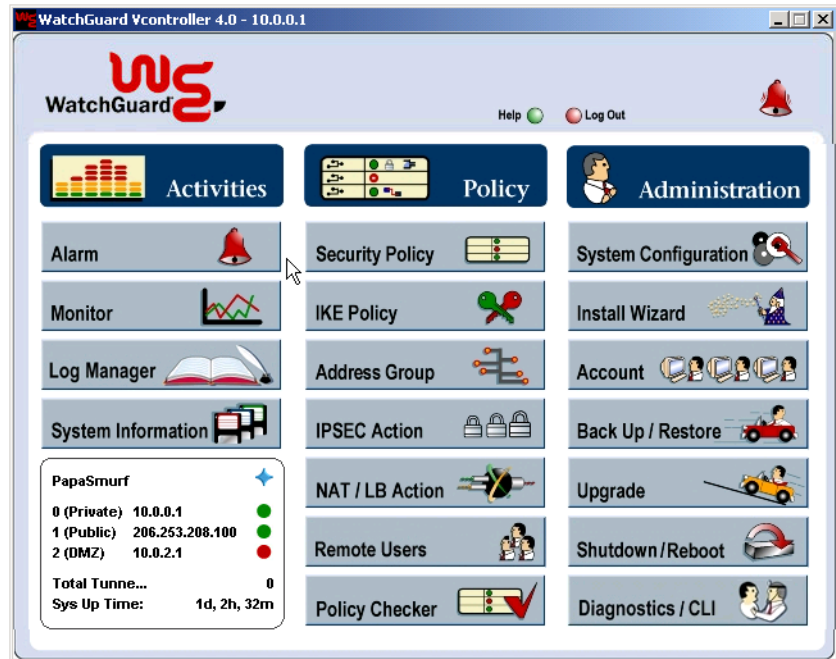 WatchGuard Vcontroller 4.0 - 10.0.0.1
WatchGuard
Help
Log Out
Activities
Policy
Administration
Alarm
Security Policy
System Configuration
Monitor
IKE Policy
Install Wizard
Log Manager
Address Group
Account
System Information
IPSEC Action
Back Up / Restore
PapaSmurf
0 (Private) 10.0.0.1
1 (Public) 206.253.208.100
2 (DMZ) 10.0.2.1
Total Tunne... 0
Sys Up Time: 1d, 2h, 32m
NAT / LB Action
Upgrade
Remote Users
Shutdown / Reboot
Policy Checker
Diagnostics / CLI